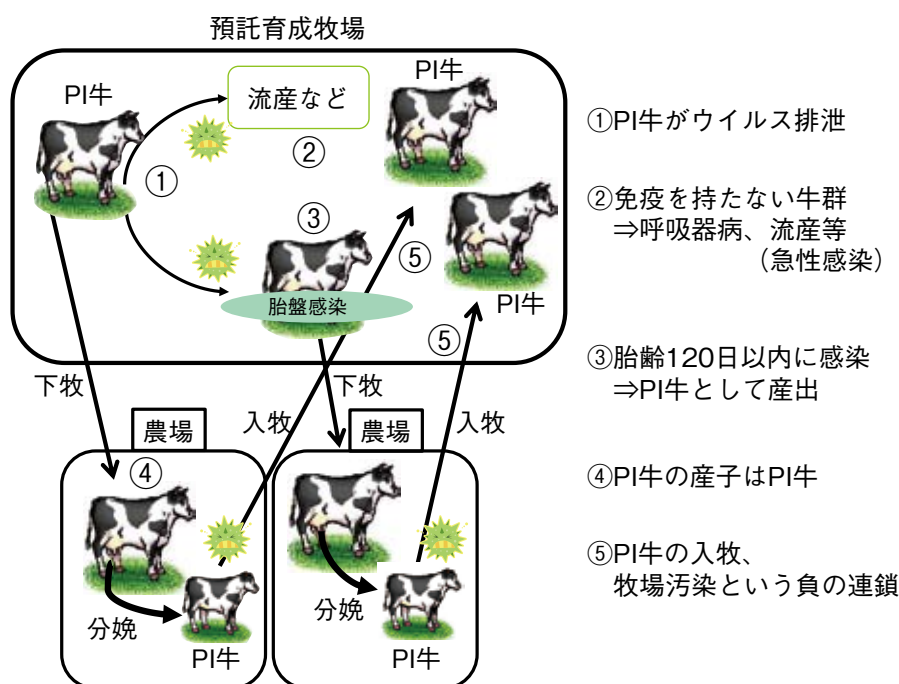 預託育成牧場
PI牛
流産など
②
PI牛
①
③
⑤
胎盤感染
PI牛
⑤
下牧
入牧
下牧
入牧
農場
農場
④
分娩
PI牛
分娩
PI牛
①PI牛がウイルス排泄
②免疫を持たない牛群
⇒呼吸器病、流産等
（急性感染）
③胎齢120日以内に感染
⇒PI牛として産出
④PI牛の産子はPI牛
⑤PI牛の入牧、
牧場汚染という負の連鎖